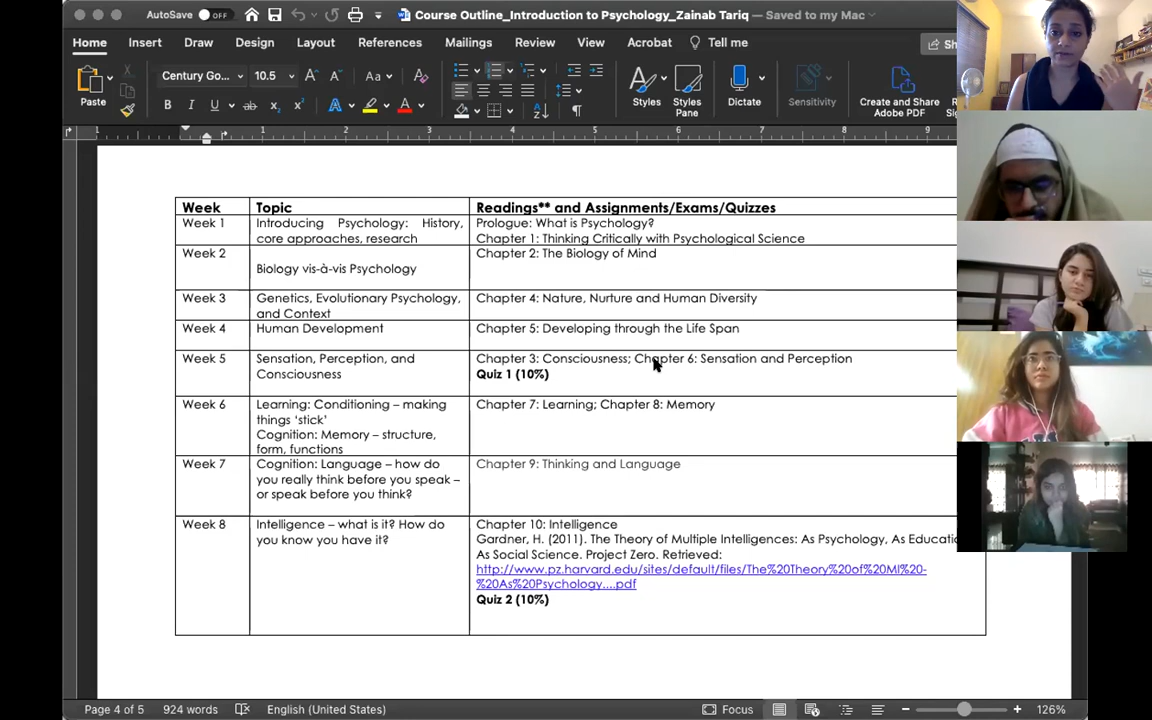 AutoSave OFF Course Outline_Introduction to Psychology_Zainab Tariq — Saved to my Mac
Home Insert Draw Design Layout References Mailings Review View Acrobat Tell me
Century Go... 10.5
Paste Styles Styles Pane Dictate Sensitivity Create and Share Adobe PDF
1 1 2 3 4 5 6 7 8 9
Week Topic Readings** and Assignments/Exams/Quizzes
Week 1 Introducing Psychology: History, Prologue: What is Psychology?
core approaches, research Chapter 1: Thinking Critically with Psychological Science
Week 2 Chapter 2: The Biology of Mind
Biology vis-à-vis Psychology
Week 3 Genetics, Evolutionary Psychology, Chapter 4: Nature, Nurture and Human Diversity
and Context
Week 4 Human Development Chapter 5: Developing through the Life Span
Week 5 Sensation, Perception, and Chapter 3: Consciousness; Chapter 6: Sensation and Perception
Consciousness Quiz 1 (10%)
Week 6 Learning: Conditioning – making Chapter 7: Learning; Chapter 8: Memory
things ‘stick’
Cognition: Memory – structure,
form, functions
Week 7 Cognition: Language – how do Chapter 9: Thinking and Language
you really think before you speak –
or speak before you think?
Week 8 Intelligence – what is it? How do Chapter 10: Intelligence
you know you have it? Gardner, H. (2011). The Theory of Multiple Intelligences: As Psychology, As
As Social Science. Project Zero. Retrieved:
http://www.pz.harvard.edu/sites/default/files/The%20Theory%20of%20MI%20-
%20As%20Psychology....pdf
Quiz 2 (10%)
Page 4 of 5 924 words English (United States) Focus 126%